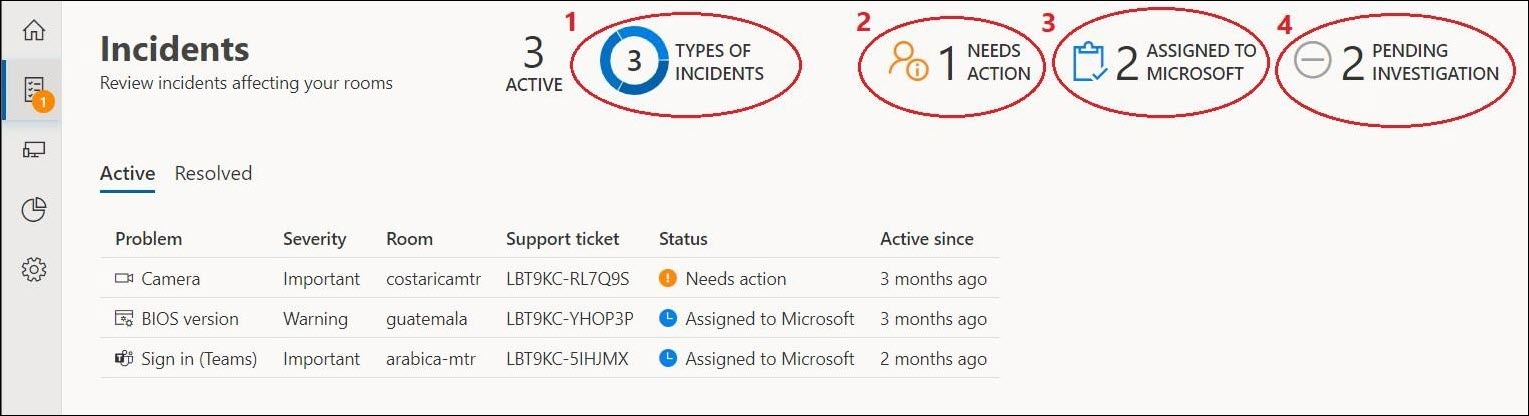 1 2 3 4
Incidents
Review incidents affecting your rooms
3
ACTIVE
3
TYPES OF
INCIDENTS
1
NEEDS
ACTION
2
ASSIGNED TO
MICROSOFT
2
PENDING
INVESTIGATION
1
Active Resolved
Problem Severity Room Support ticket Status Active since
Camera Important costaricamtr LBT9KC-RL7Q9S Needs action 3 months ago
BIOS version Warning guatemala LBT9KC-YHOP3P Assigned to Microsoft 3 months ago
Sign in (Teams) Important arabica-mtr LBT9KC-5IHJMX Assigned to Microsoft 2 months ago